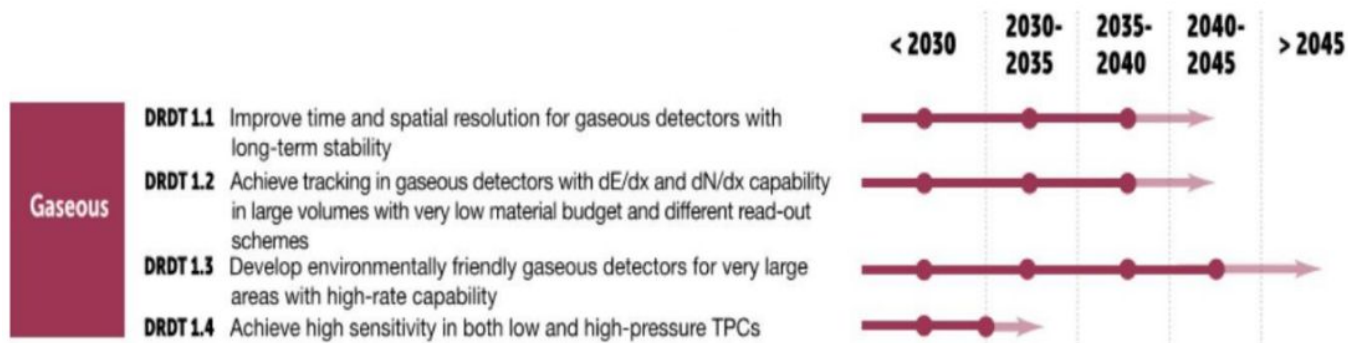 < 2030
2030-
2035
2035-
2040
2040-
2045
> 2045
Gaseous
DRDT 1.1 Improve time and spatial resolution for gaseous detectors with
long-term stability
DRDT 1.2 Achieve tracking in gaseous detectors with dE/dx and dN/dx capability
in large volumes with very low material budget and different read-out
schemes
DRDT 1.3 Develop environmentally friendly gaseous detectors for very large
areas with high-rate capability
DRDT 1.4 Achieve high sensitivity in both low and high-pressure TPCs